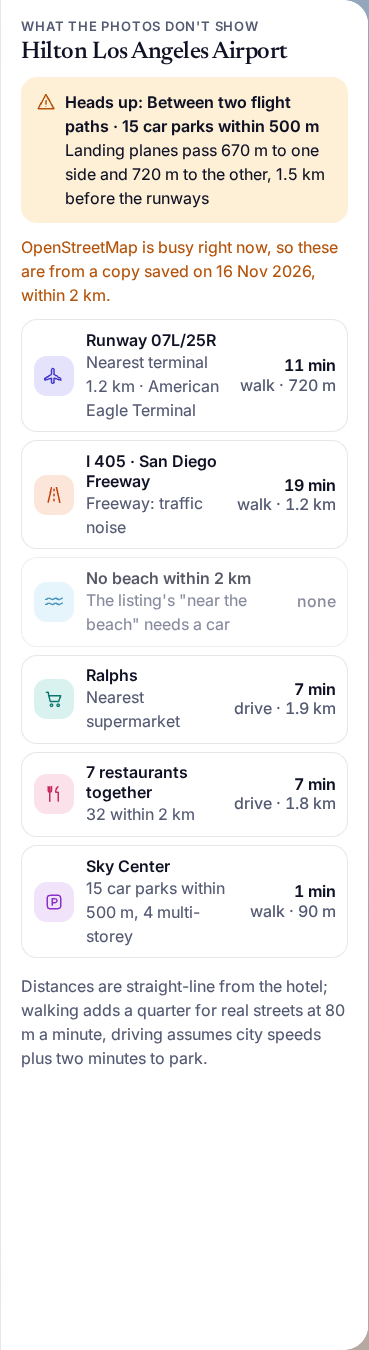 WHAT THE PHOTOS DON'T SHOW
Hilton Los Angeles Airport
Heads up: Between two flight
paths · 15 car parks within 500 m
Landing planes pass 670 m to one
side and 720 m to the other, 1.5 km
before the runways
OpenStreetMap is busy right now, so these
are from a copy saved on 16 Nov 2026,
within 2 km.
Runway 07L/25R
Nearest terminal
1.2 km · American
Eagle Terminal
11 min
walk · 720 m
I 405 · San Diego
Freeway
Freeway: traffic
noise
19 min
walk · 1.2 km
No beach within 2 km
The listing's "near the
beach" needs a car
none
Ralphs
Nearest
supermarket
7 min
drive · 1.9 km
7 restaurants
together
32 within 2 km
7 min
drive · 1.8 km
Sky Center
15 car parks within
500 m, 4 multi-
storey
1 min
walk · 90 m
P
Distances are straight-line from the hotel;
walking adds a quarter for real streets at 80
m a minute, driving assumes city speeds
plus two minutes to park.